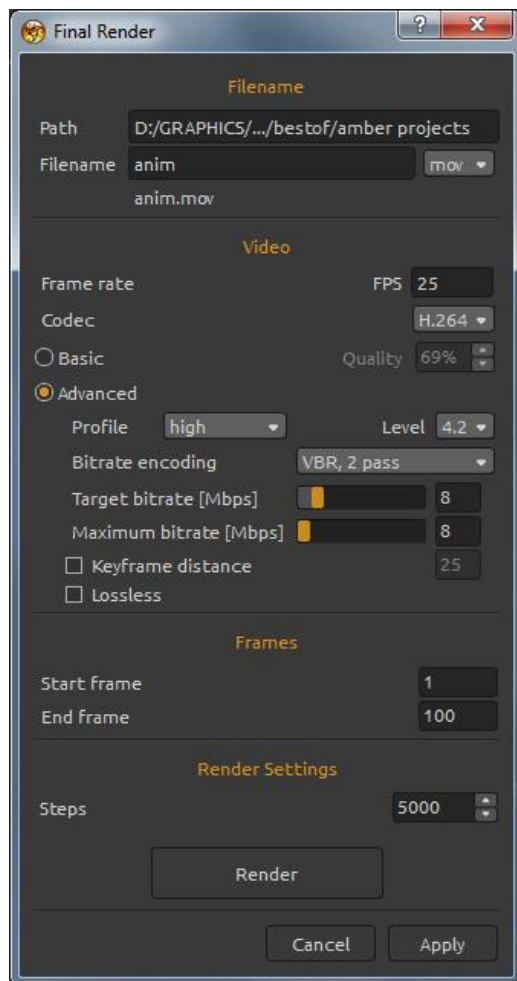 Final Render
? X
Filename
Path D:/GRAPHICS/.../bestof/amber projects
Filename anim mov
anim.mov
Video
Frame rate FPS 25
Codec H.264
Basic Quality 69%
Advanced
Profile high Level 4.2
Bitrate encoding VBR, 2 pass
Target bitrate [Mbps] 8
Maximum bitrate [Mbps] 8
Keyframe distance 25
Lossless
Frames
Start frame 1
End frame 100
Render Settings
Steps 5000
Render
Cancel Apply